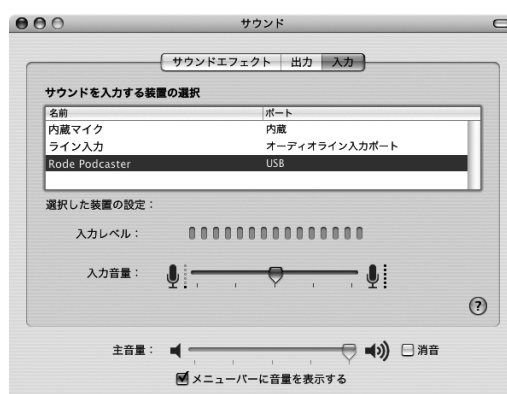 サウンド
サウンドエフェクト 出力 入力
サウンドを入力する装置の選択
名前 ポート
内蔵マイク 内蔵
ライン入力 オーディオライン入力ポート
Rode Podcaster USB
選択した装置の設定：
入力レベル：
入力音量：
?
主音量： 消音
メニューバーに音量を表示する